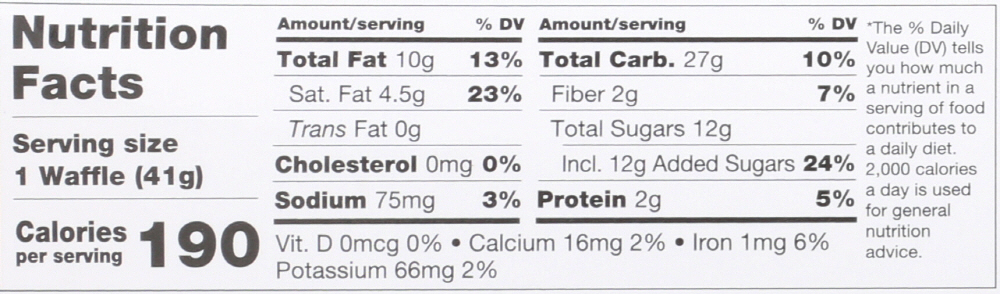 Nutrition
Facts
Serving size
1 Waffle (41g)
Calories
per serving
190
Amount/serving % DV
Total Fat 10g 13%
Sat. Fat 4.5g 23%
Trans Fat 0g
Cholesterol 0mg 0%
Sodium 75mg 3%
Amount/serving % DV
Total Carb. 27g 10%
Fiber 2g 7%
Total Sugars 12g
Incl. 12g Added Sugars 24%
Protein 2g 5%
Vit. D 0mcg 0% • Calcium 16mg 2% • Iron 1mg 6%
Potassium 66mg 2%
*The % Daily
Value (DV) tells
you how much
a nutrient in a
serving of food
contributes to
a daily diet.
2,000 calories
a day is used
for general
nutrition
advice.